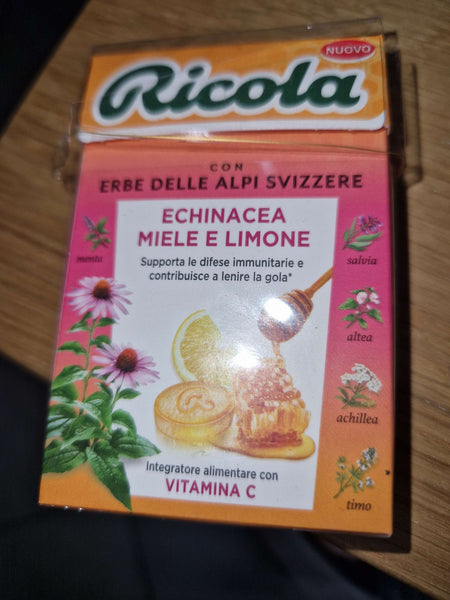 NUOVO
Ricola
CON
ERBE DELLE ALPI SVIZZERE
ECHINACEA
MIELE E LIMONE
Supporta le difese immunitarie e
contribuisce a lenire la gola*
menta
salvia
altea
achillea
timo
Integratore alimentare con
VITAMINA C